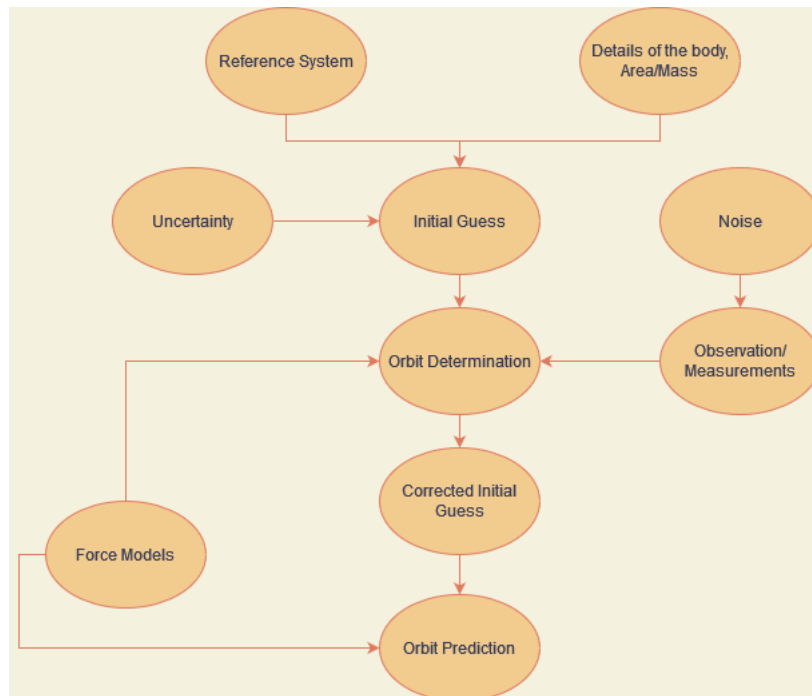 Reference System
Details of the body,
Area/Mass
Uncertainty
Initial Guess
Noise
Orbit Determination
Observation/
Measurements
Corrected Initial
Guess
Force Models
Orbit Prediction